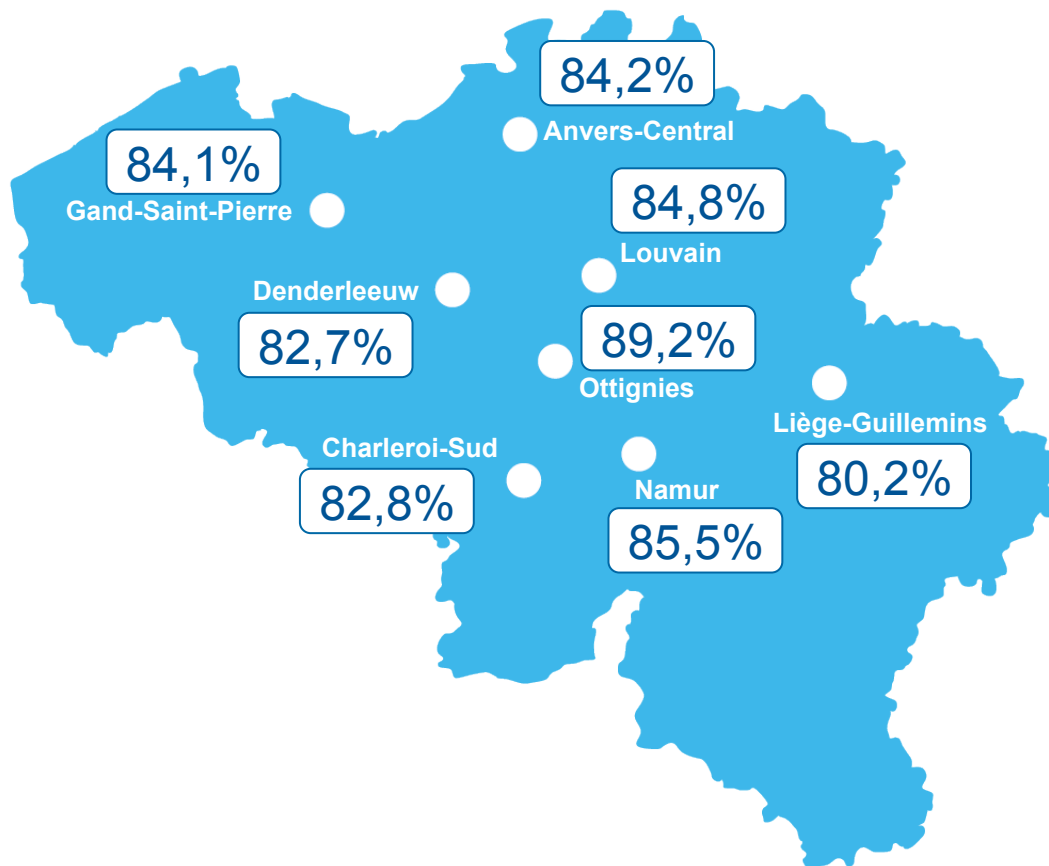 84,2%
Anvers-Central
84,1%
Gand-Saint-Pierre
84,8%
Louvain
Denderleeuw
82,7%
89,2%
Ottignies
Liège-Guillemins
80,2%
Charleroi-Sud
82,8%
Namur
85,5%